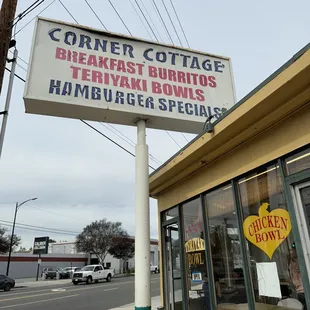 CORNER COTTAGE
BREAKFAST BURRITOS
TERIYAKI BOWLS
HAMBURGER SPECIALS
CHICKEN
BOWL